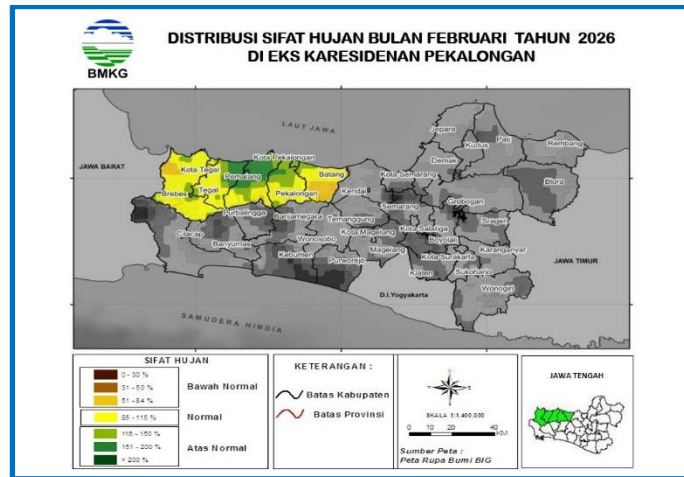 DISTRIBUSI SIFAT HUJAN BULAN FEBRUARI TAHUN 2026
DI EKS KARESIDENAN PEKALONGAN
BMKG
LAUT JAWA
JAWA BARAT
Jepara
Kudus
Pati
Rembang
Demak
Kota Pekalongan
Kota Tegal
Pemalang
Batang
Kota Semarang
Kendal
Blora
Brebes
Tegal
Pekalongan
Semarang
Grobogan
Purbalingga
Banjarnegara
Temanggung
Kota Salatiga
Sragen
Cilacap
Banyumas
Wonosobo
Kota Magelang
Boyolali
Karanganyar
Kebumen
Purworejo
Magelang
Kota Surakarta
JAWA TIMUR
Klaten
Sukoharjo
Wonogiri
D.I.Yogyakarta
SAMUDERA HINDIA
SIFAT HUJAN
0 - 30 %
31 - 50 %
51 - 84 %
Bawah Normal
85 - 115 %
Normal
116 - 150 %
151 - 200 %
> 200 %
Atas Normal
KETERANGAN :
Batas Kabupaten
Batas Provinsi
SKALA 1:1.400.000
10
0
20
40
KM
Sumber Peta :
Peta Rupa Bumi BIG
JAWA TENGAH